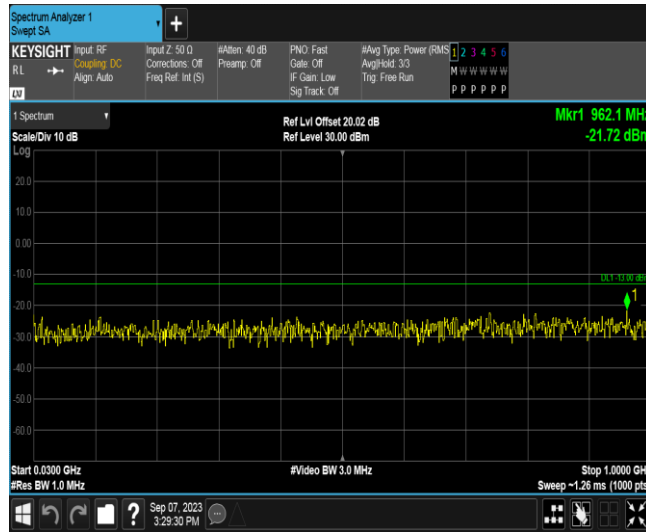 Spectrum Analyzer 1
Swept SA
+
KEYSIGHT
RL
LXI
Input: RF
Coupling: DC
Align: Auto
Input Z: 50 Ω
Corrections: Off
Freq Ref: Int (S)
#Atten: 40 dB
Preamp: Off
PNO: Fast
Gate: Off
IF Gain: Low
Sig Track: Off
#Avg Type: Power (RMS
Avg|Hold: 3/3
Trig: Free Run
1 2 3 4 5 6
M W W W W W
P P P P P P
1 Spectrum
Scale/Div 10 dB
Ref Lvl Offset 20.02 dB
Ref Level 30.00 dBm
Mkr1 962.1 MHz
-21.72 dBm
Log
20.0
10.0
0.00
-10.0
DL1 -13.00 dBm
1
-20.0
-30.0
-40.0
-50.0
-60.0
Start 0.0300 GHz
#Res BW 1.0 MHz
#Video BW 3.0 MHz
Stop 1.0000 GH
Sweep ~1.26 ms (1000 pts
?
Sep 07, 2023
3:29:30 PM